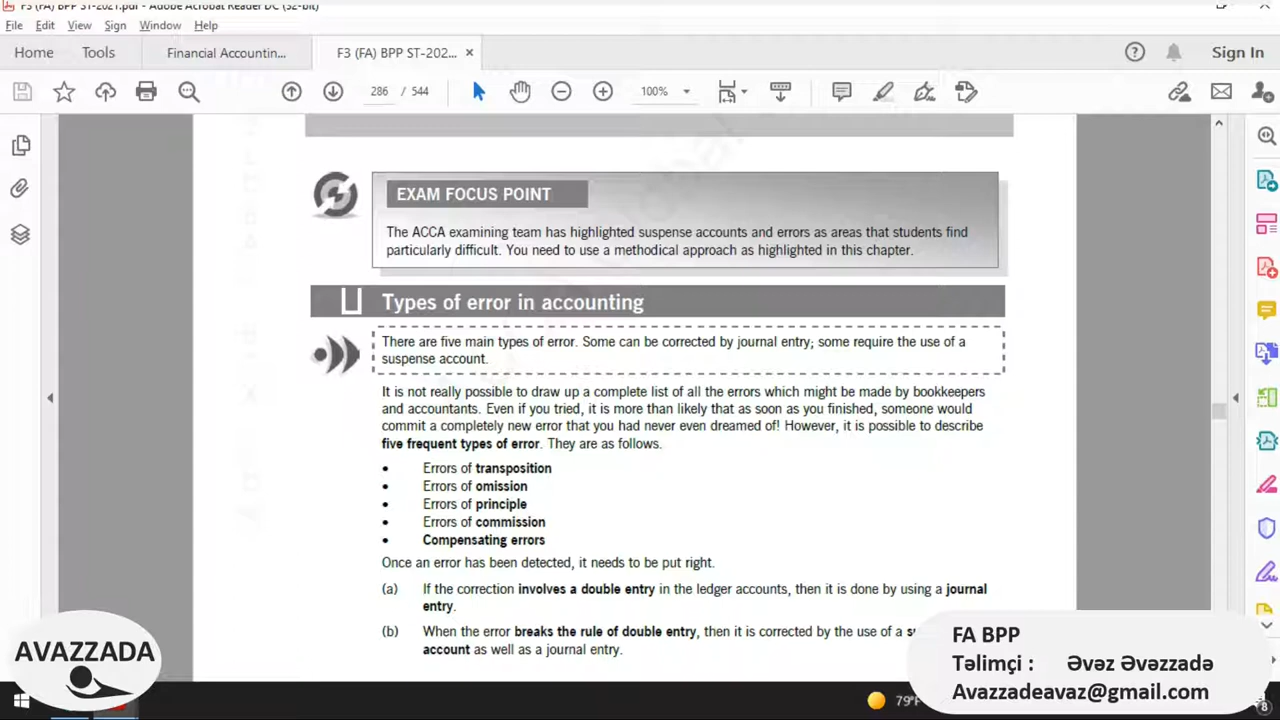 F3 (FA) BPP ST-2021.pdf - Adobe Acrobat Reader DC (32-bit)
File Edit View Sign Window Help
Home Tools Financial Accountin... F3 (FA) BPP ST-202... × Sign In
286 / 544 100%
EXAM FOCUS POINT
The ACCA examining team has highlighted suspense accounts and errors as areas that students find
particularly difficult. You need to use a methodical approach as highlighted in this chapter.
Types of error in accounting
There are five main types of error. Some can be corrected by journal entry; some require the use of a
suspense account.
It is not really possible to draw up a complete list of all the errors which might be made by bookkeepers
and accountants. Even if you tried, it is more than likely that as soon as you finished, someone would
commit a completely new error that you had never even dreamed of! However, it is possible to describe
five frequent types of error. They are as follows.
• Errors of transposition
• Errors of omission
• Errors of principle
• Errors of commission
• Compensating errors
Once an error has been detected, it needs to be put right.
(a) If the correction involves a double entry in the ledger accounts, then it is done by using a journal
entry.
(b) When the error breaks the rule of double entry, then it is corrected by the use of a
account as well as a journal entry.
AVAZZADA
FA BPP
Təlimçi : Əvəz Əvəzzadə
Avazzadeavaz@gmail.com
79°F
8